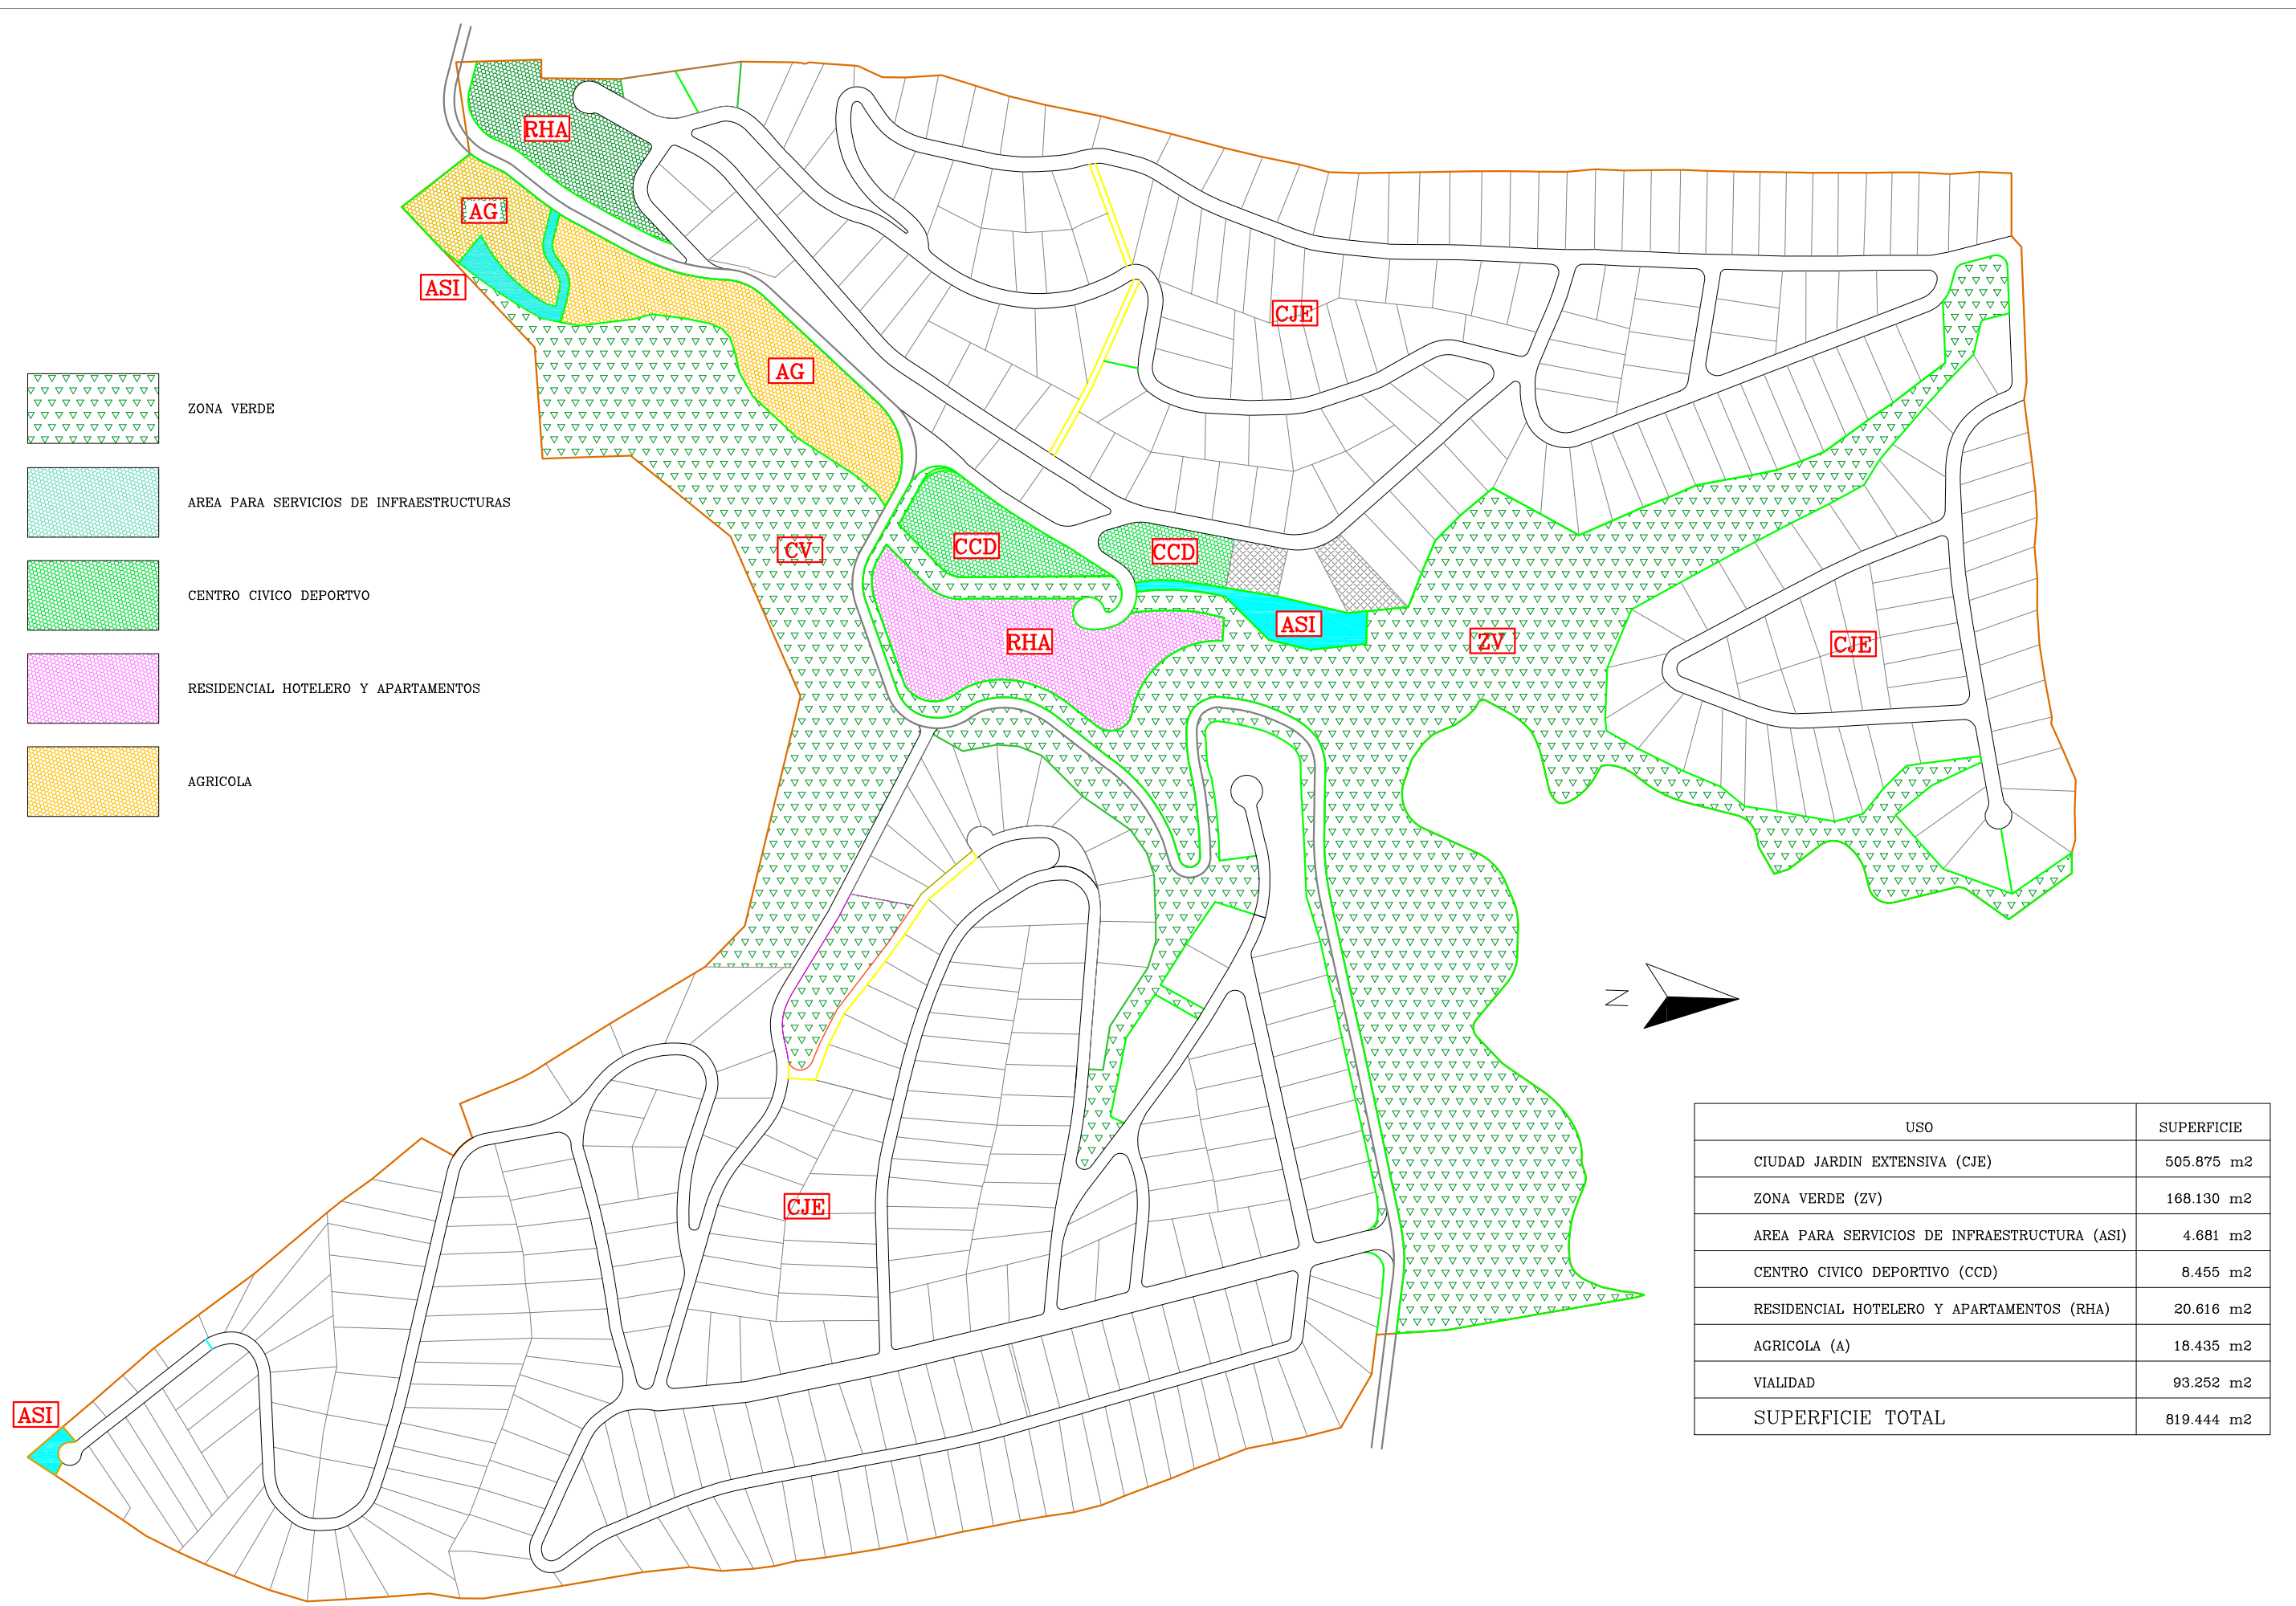 RHA
AG
ASI
CJE
AG
ZONA VERDE
AREA PARA SERVICIOS DE INFRAESTRUCTURAS
CV
CCD
CCD
CENTRO CIVICO DEPORTVO
ASI
RHA
ZV
CJE
RESIDENCIAL HOTELERO Y APARTAMENTOS
AGRICOLA
N
USO SUPERFICIE
CIUDAD JARDIN EXTENSIVA (CJE) 505.875 m2
ZONA VERDE (ZV) 168.130 m2
AREA PARA SERVICIOS DE INFRAESTRUCTURA (ASI) 4.681 m2
CENTRO CIVICO DEPORTIVO (CCD) 8.455 m2
RESIDENCIAL HOTELERO Y APARTAMENTOS (RHA) 20.616 m2
AGRICOLA (A) 18.435 m2
VIALIDAD 93.252 m2
SUPERFICIE TOTAL 819.444 m2
CJE
ASI